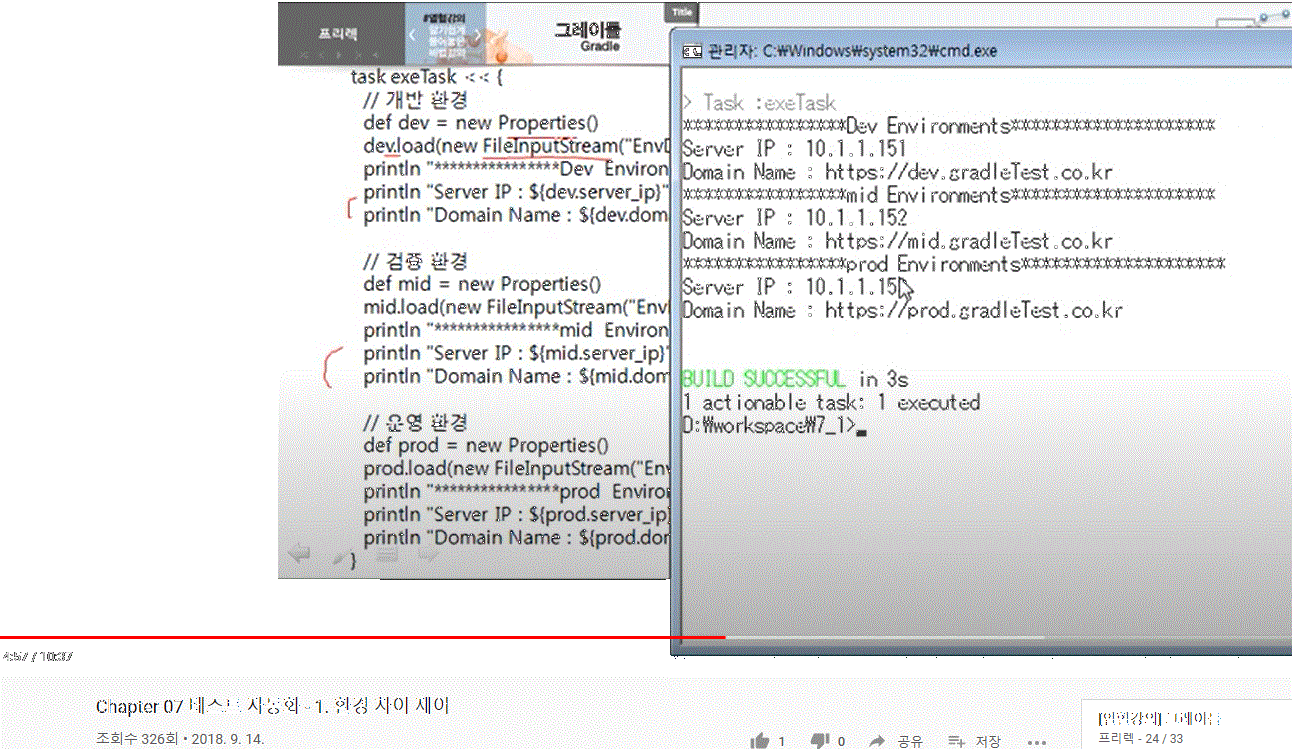 프리렉
#열혈강의
그레이들
Gradle
Title
task exeTask << {
// 개발 환경
def dev = new Properties()
dev.load(new FileInputStream("EnvD
println "****************Dev Environ
println "Server IP : ${dev.server_ip}"
println "Domain Name : ${dev.dom
// 검증 환경
def mid = new Properties()
mid.load(new FileInputStream("Env
println "****************mid Environ
println "Server IP : ${mid.server_ip}"
println "Domain Name : ${mid.dom
// 운영 환경
def prod = new Properties()
prod.load(new FileInputStream("Env
println "****************prod Enviro
println "Server IP : ${prod.server_ip}
println "Domain Name : ${prod.dor
}
관리자: C:₩Windows₩system32₩cmd.exe
> Task :exeTask
****************Dev Environments********************
Server IP : 10.1.1.151
Domain Name : https://dev.gradleTest.co.kr
****************mid Environments********************
Server IP : 10.1.1.152
Domain Name : https://mid.gradleTest.co.kr
****************prod Environments********************
Server IP : 10.1.1.15
Domain Name : https://prod.gradleTest.co.kr
BUILD SUCCESSFUL in 3s
1 actionable task: 1 executed
D:₩workspace₩7_1>
4:57 / 10:37
Chapter 07 테스트 자동화 - 1. 환경 차이 제어
조회수 326회 • 2018. 9. 14.
1
0
공유
저장
[열혈강의] 그레이들
프리렉 - 24 / 33